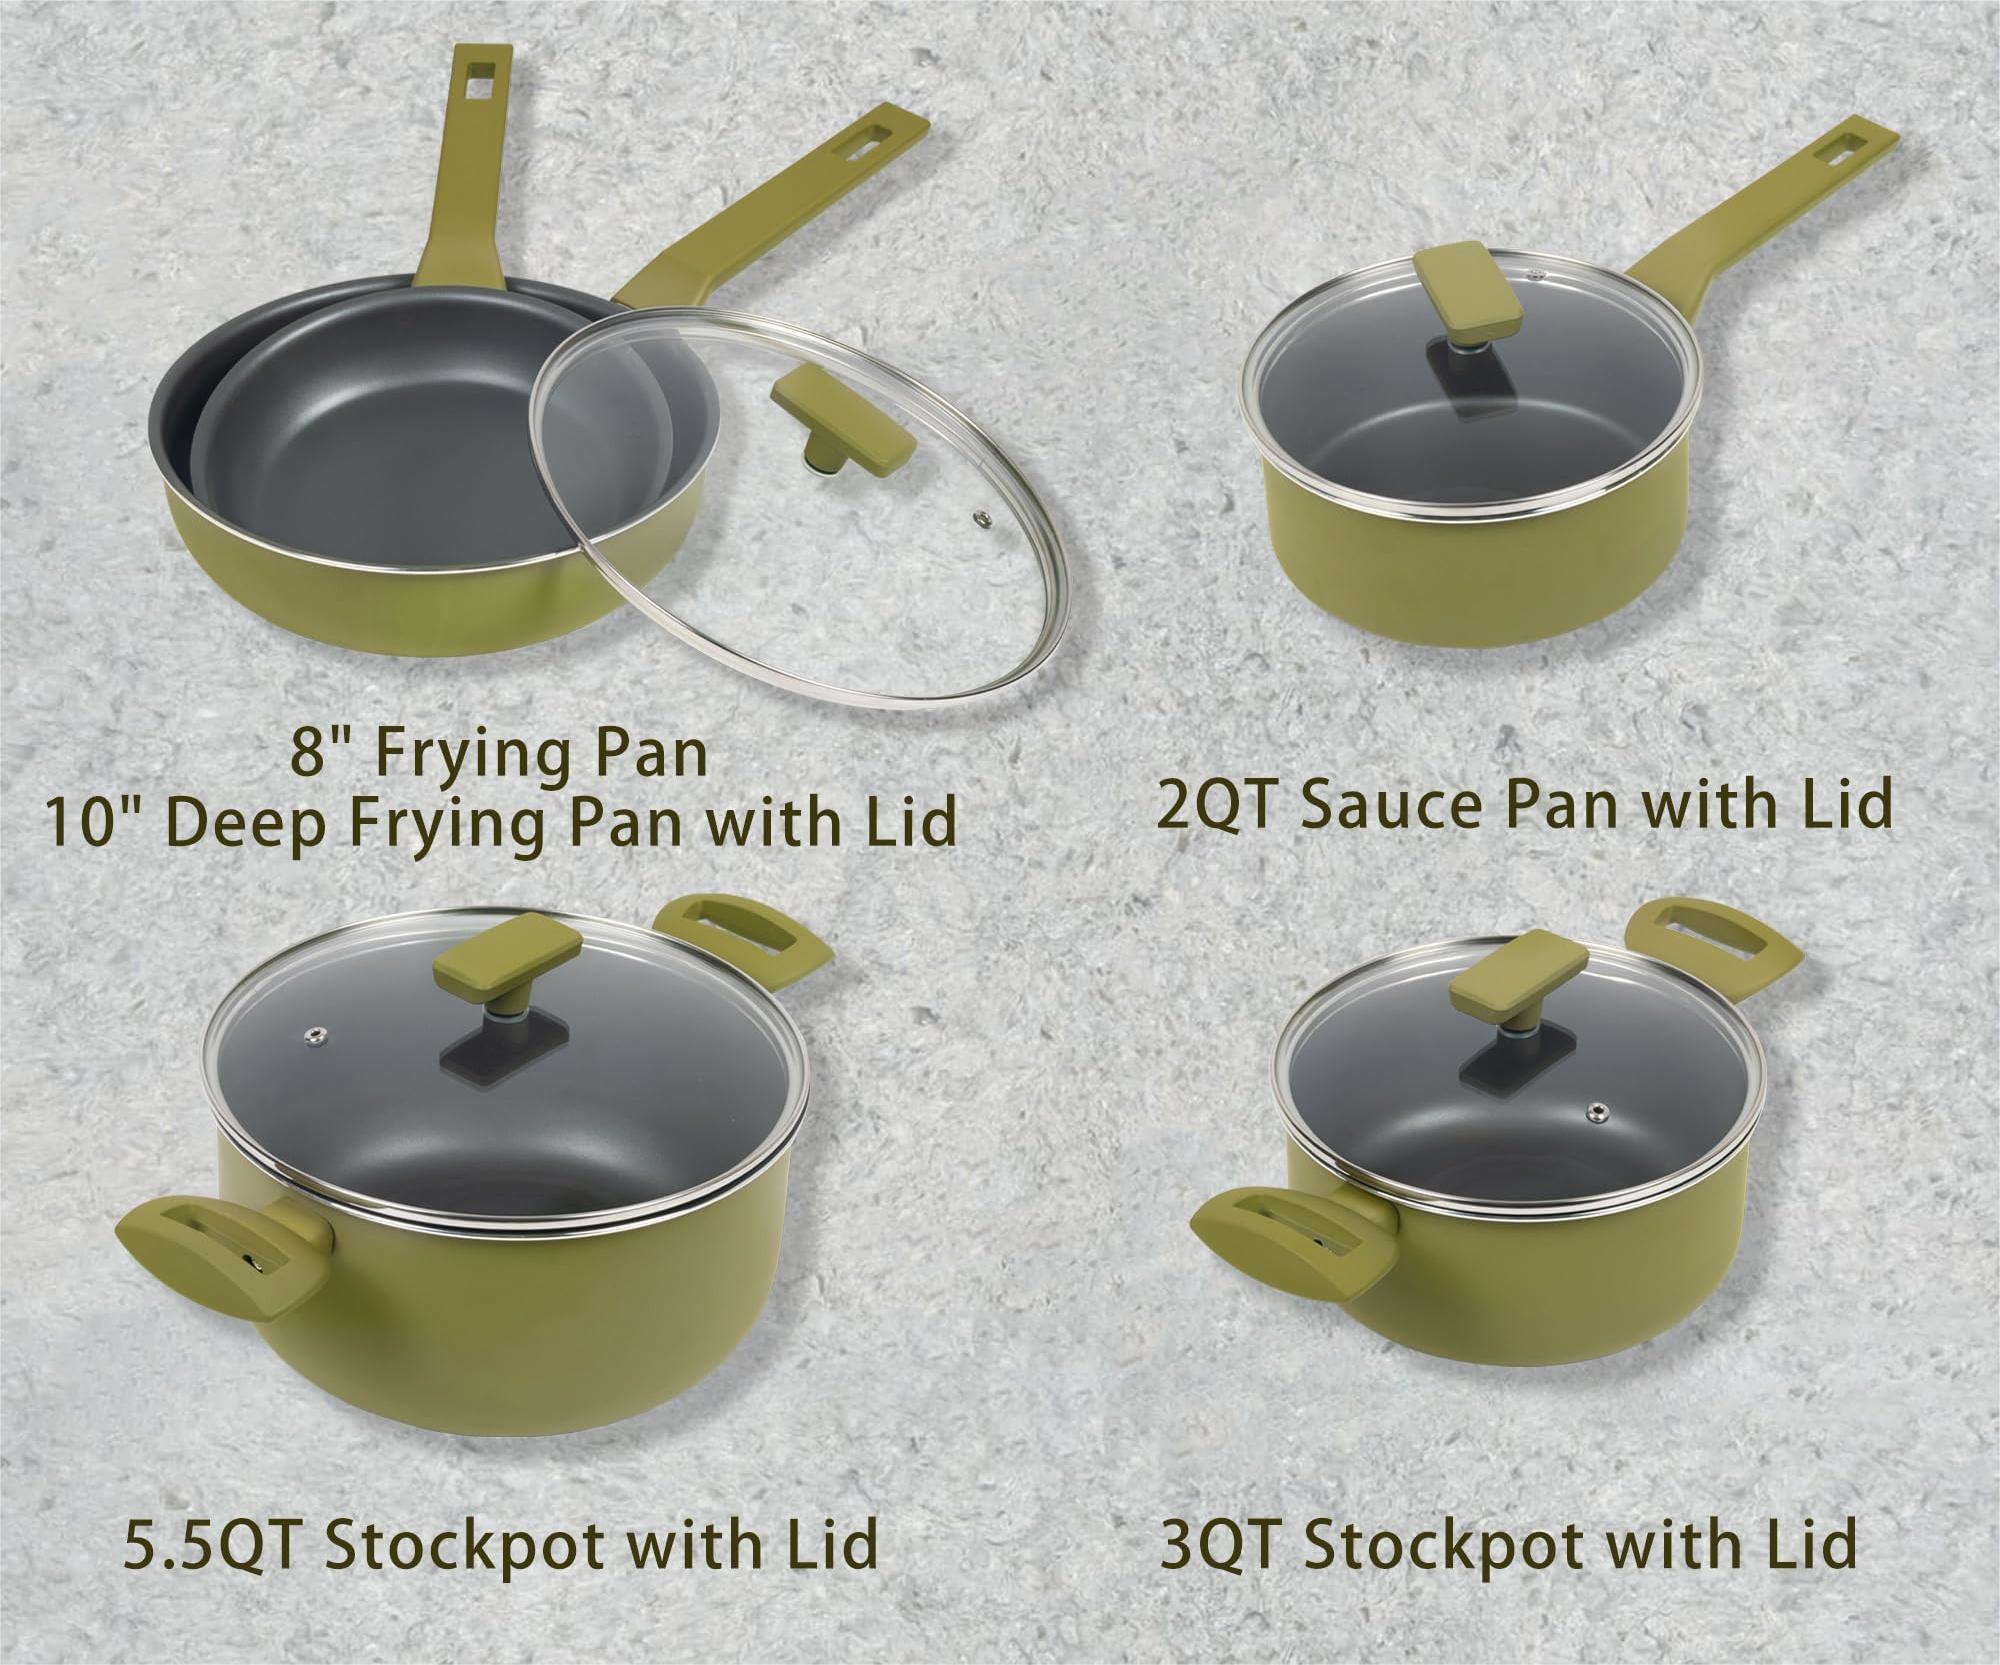 8" Frying Pan
10" Deep Frying Pan with Lid
2QT Sauce Pan with Lid
5.5QT Stockpot with Lid
3QT Stockpot with Lid